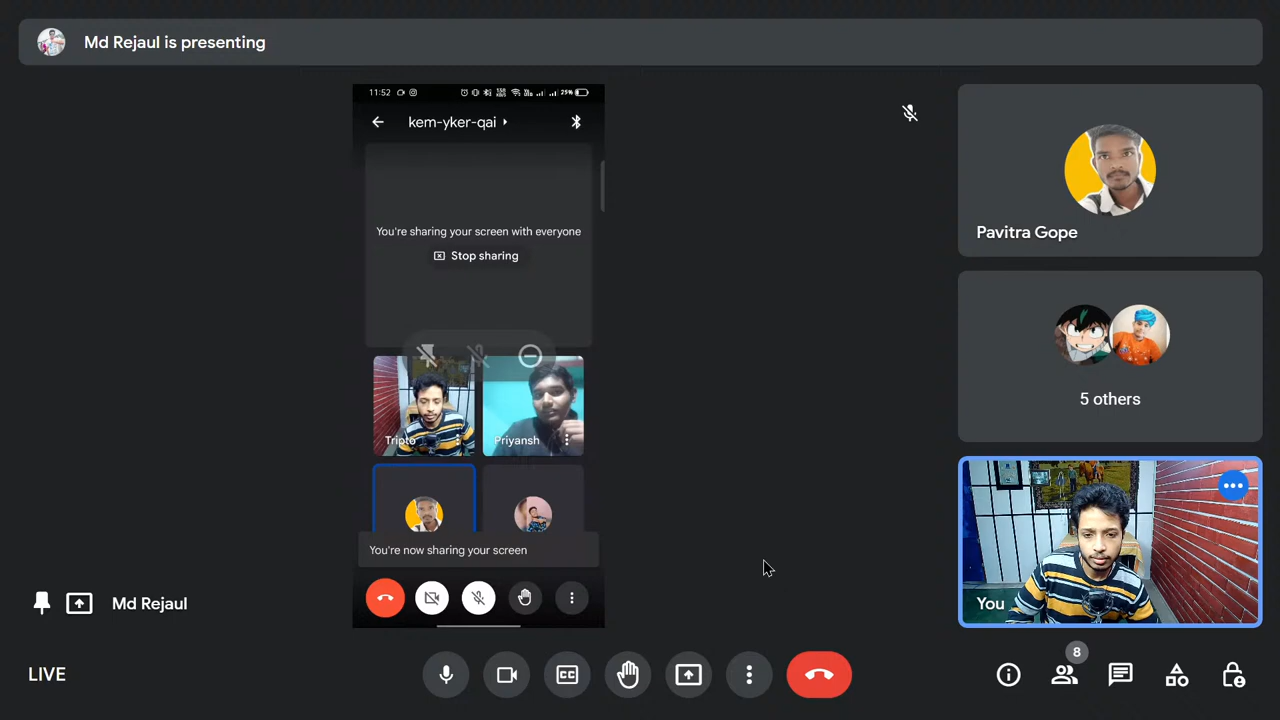 Md Rejaul is presenting
11:52
25%
kem-yker-qai
You're sharing your screen with everyone
Stop sharing
Tripto
Priyansh
You're now sharing your screen
Md Rejaul
LIVE
Pavitra Gope
5 others
You
8